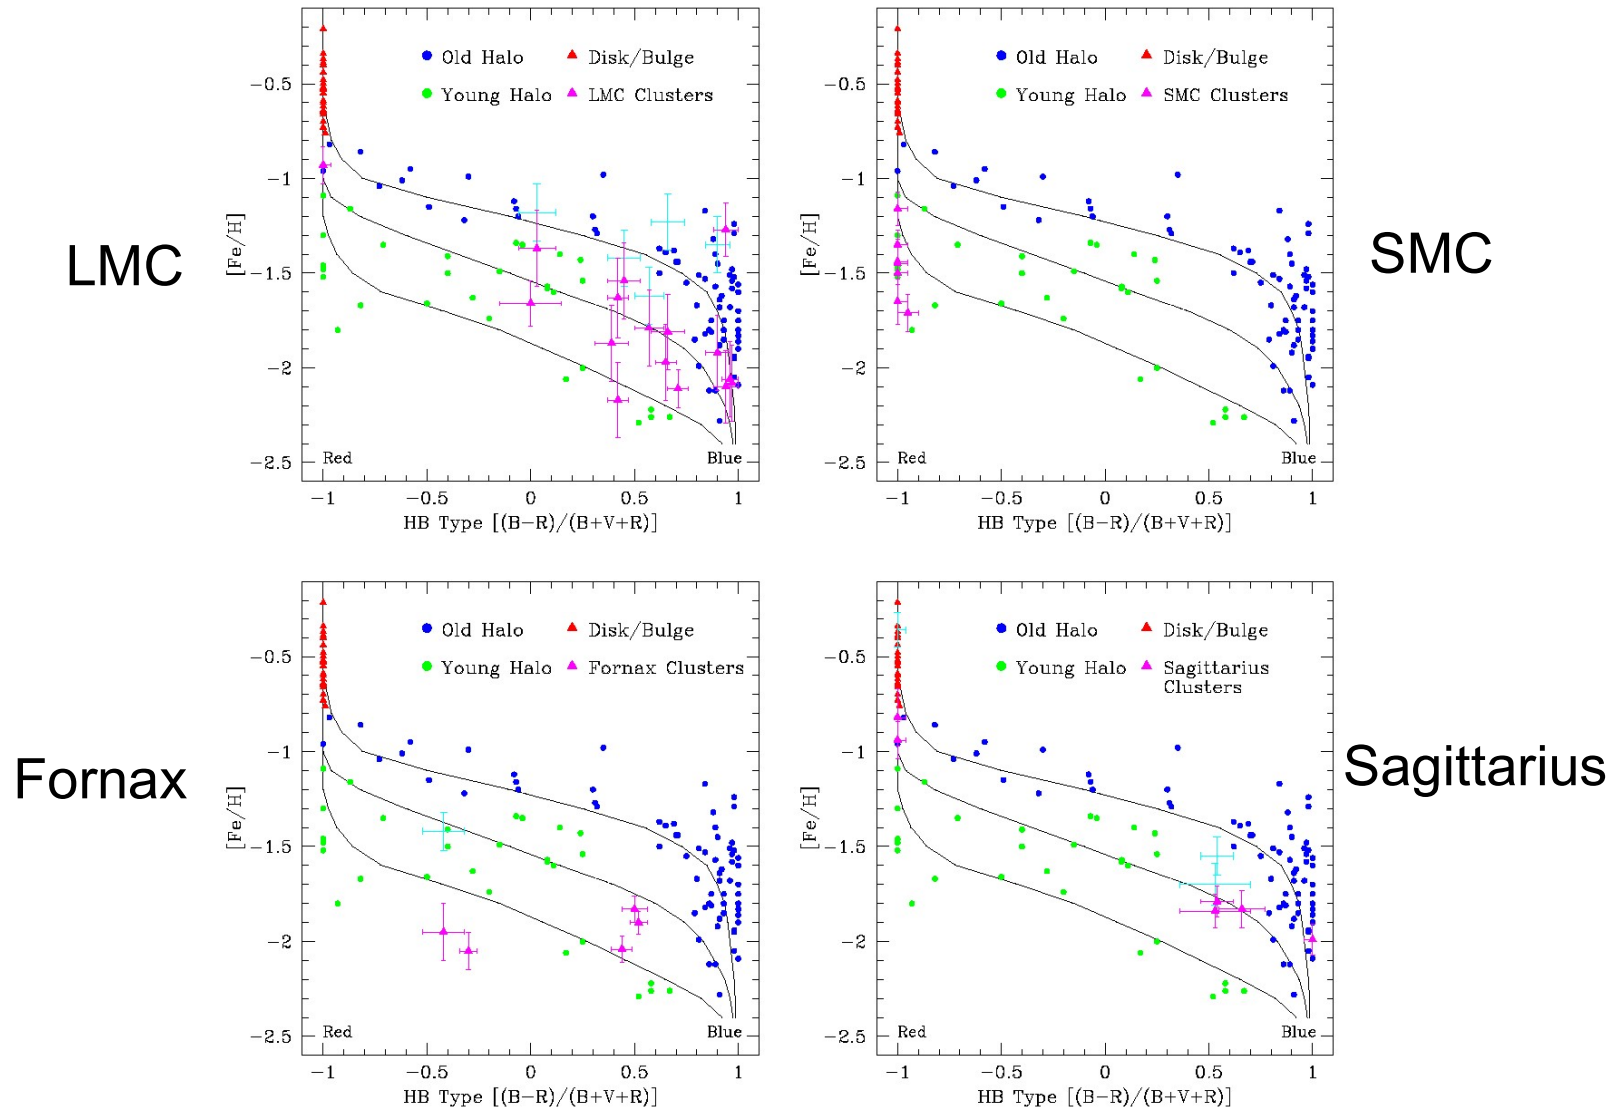 LMC
Old Halo
Disk/Bulge
Young Halo
LMC Clusters
[Fe/H]
−0.5
−1
−1.5
−2
−2.5
Red
Blue
−1
−0.5
0
0.5
1
HB Type [(B−R)/(B+V+R)]
SMC
Old Halo
Disk/Bulge
Young Halo
SMC Clusters
[Fe/H]
−0.5
−1
−1.5
−2
−2.5
Red
Blue
−1
−0.5
0
0.5
1
HB Type [(B−R)/(B+V+R)]
Fornax
Old Halo
Disk/Bulge
Young Halo
Fornax Clusters
[Fe/H]
−0.5
−1
−1.5
−2
−2.5
Red
Blue
−1
−0.5
0
0.5
1
HB Type [(B−R)/(B+V+R)]
Sagittarius
Old Halo
Disk/Bulge
Young Halo
Sagittarius
Clusters
[Fe/H]
−0.5
−1
−1.5
−2
−2.5
Red
Blue
−1
−0.5
0
0.5
1
HB Type [(B−R)/(B+V+R)]